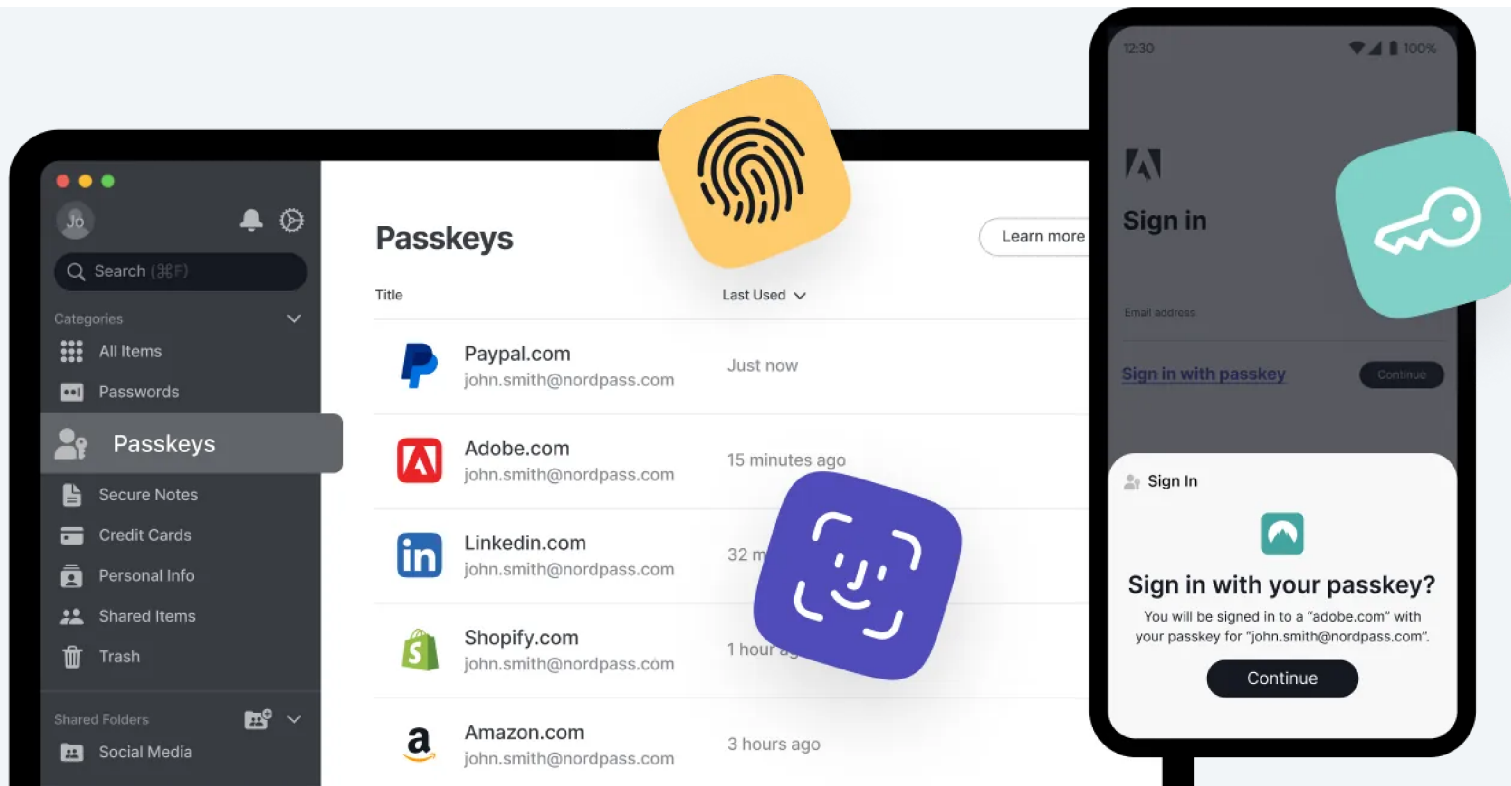 Jo
Search (⌘F)
Categories
All Items
Passwords
Passkeys
Secure Notes
Credit Cards
Personal Info
Shared Items
Trash
Shared Folders
Social Media
Passkeys
Learn more
Title
Last Used
Paypal.com
john.smith@nordpass.com
Just now
Adobe.com
john.smith@nordpass.com
15 minutes ago
in
Linkedin.com
john.smith@nordpass.com
32 m
Shopify.com
john.smith@nordpass.com
1 hour
Amazon.com
john.smith@nordpass.com
3 hours ago
12:30
100%
Sign in
Email address
Sign in with passkey
Continue
Sign In
Sign in with your passkey?
You will be signed in to a “adobe.com” with
your passkey for “john.smith@nordpass.com”.
Continue